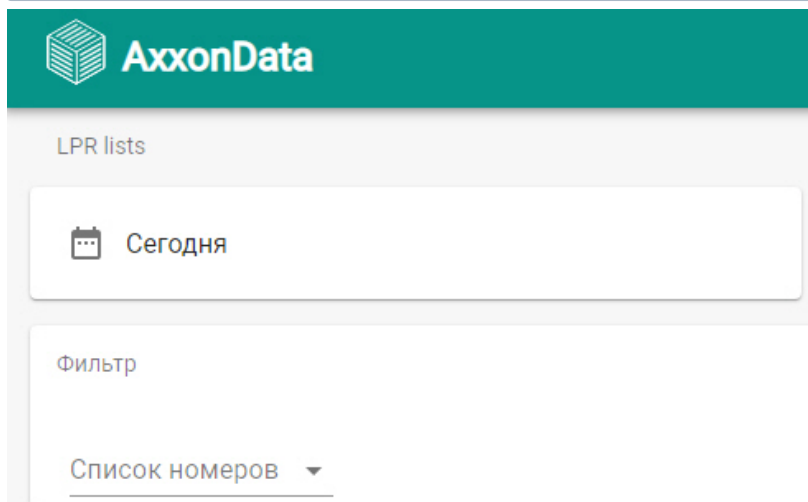 AxxonData
LPR lists
Сегодня
Фильтр
Список номеров